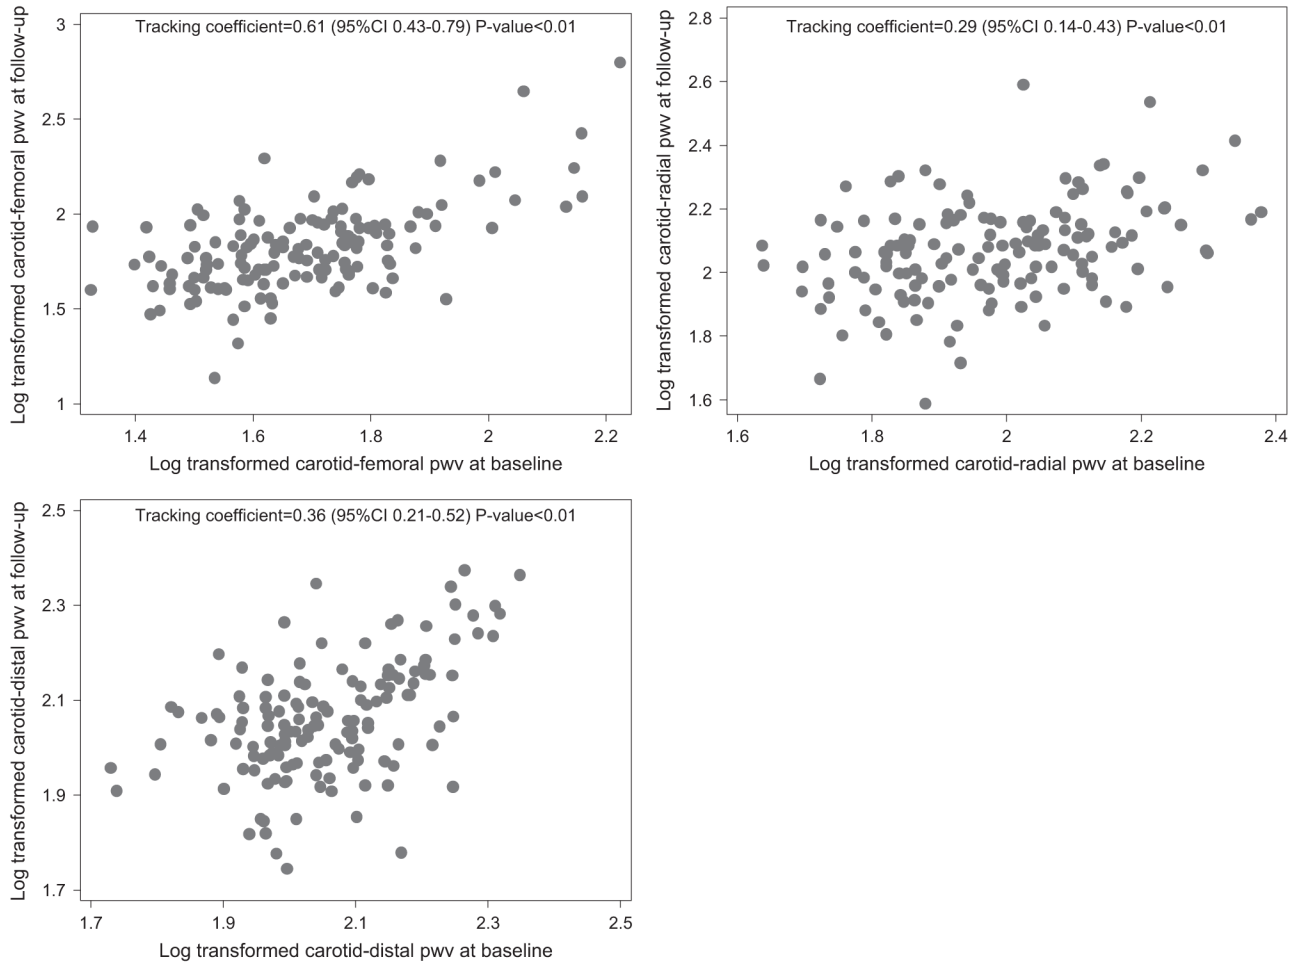 Tracking coefficient=0.61 (95%CI 0.43-0.79) P-value<0.01
Log transformed carotid-femoral pwv at follow-up
3
2.5
2
1.5
1
1.4 1.6 1.8 2 2.2
Log transformed carotid-femoral pwv at baseline
Tracking coefficient=0.29 (95%CI 0.14-0.43) P-value<0.01
Log transformed carotid-radial pwv at follow-up
2.8
2.6
2.4
2.2
2
1.8
1.6
1.6 1.8 2 2.2 2.4
Log transformed carotid-radial pwv at baseline
Tracking coefficient=0.36 (95%CI 0.21-0.52) P-value<0.01
Log transformed carotid-distal pwv at follow-up
2.5
2.3
2.1
1.9
1.7
1.7 1.9 2.1 2.3 2.5
Log transformed carotid-distal pwv at baseline